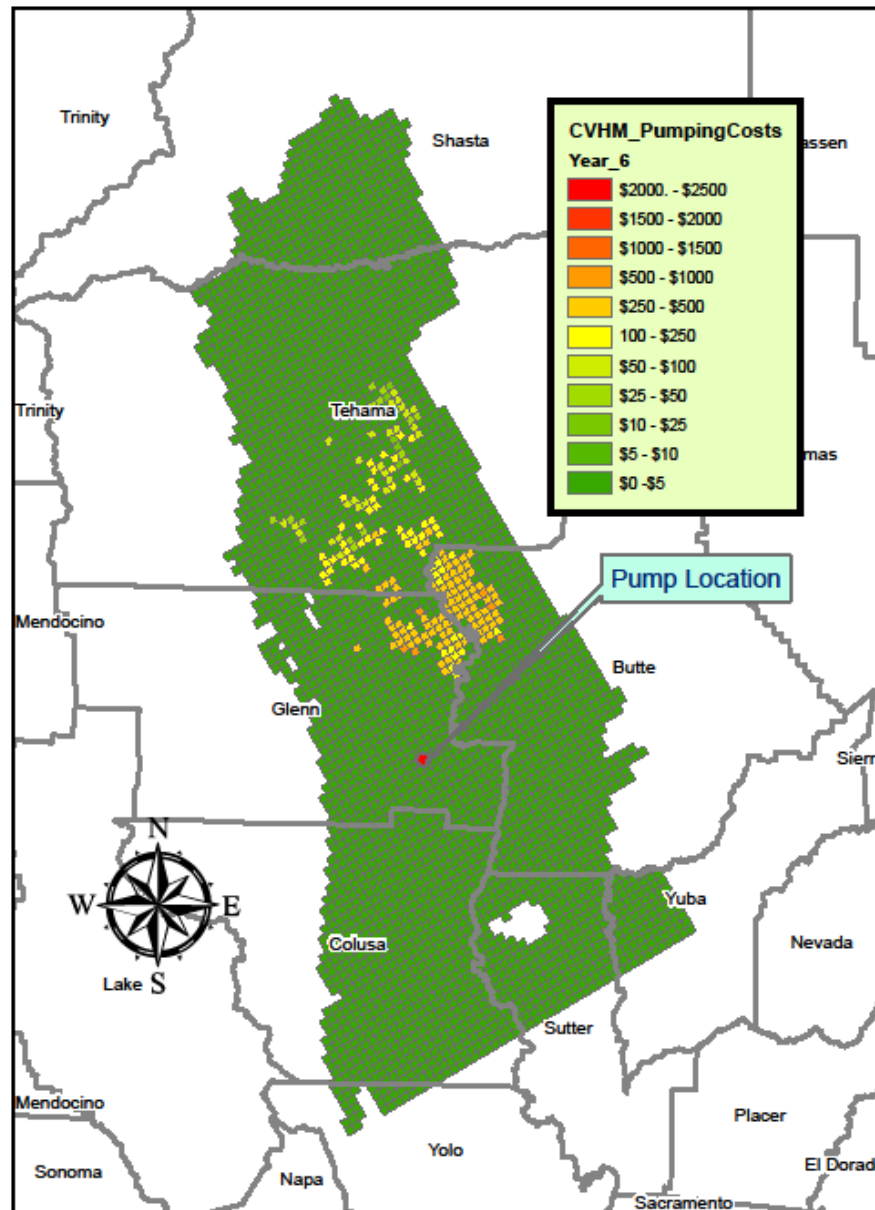 Trinity
Shasta
assen
CVHM_PumpingCosts
Year_6
$2000. - $2500
$1500 - $2000
$1000 - $1500
$500 - $1000
$250 - $500
100 - $250
$50 - $100
$25 - $50
$10 - $25
$5 - $10
$0 -$5
Trinity
Tehama
mas
Pump Location
Mendocino
Butte
Glenn
Sierr
N
W
E
S
Yuba
Colusa
Nevada
Lake
Sutter
Mendocino
Placer
Yolo
El Dorad
Sonoma
Napa
Sacramento